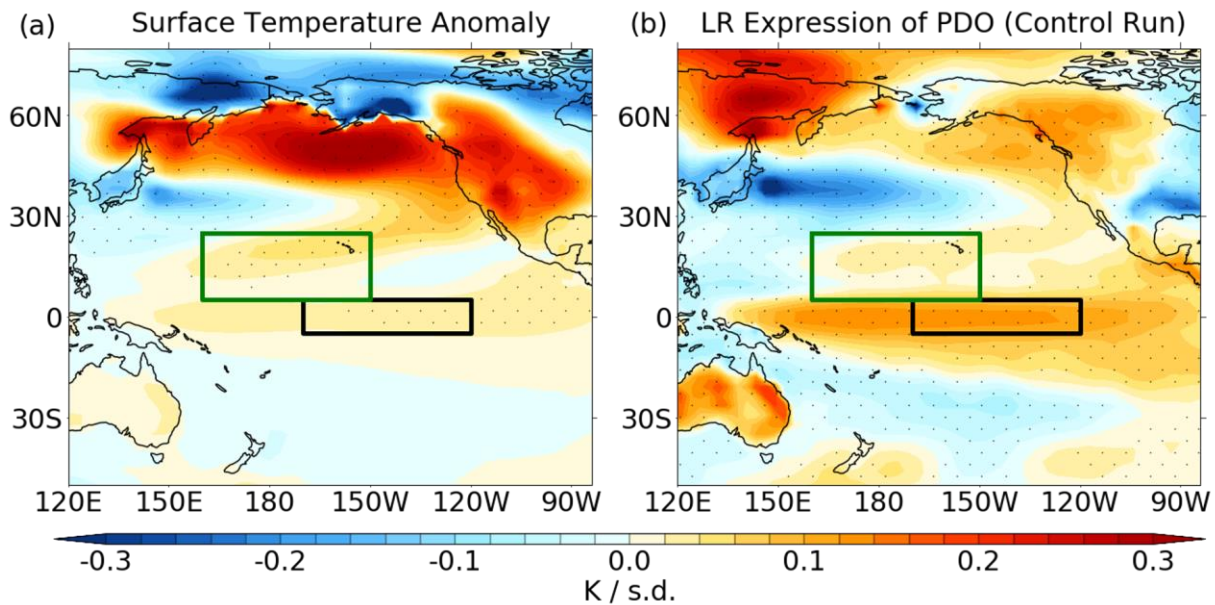 (a) Surface Temperature Anomaly
(b) LR Expression of PDO (Control Run)
60N
30N
0
30S
120E 150E 180 150W 120W 90W
60N
30N
0
30S
120E 150E 180 150W 120W 90W
-0.3 -0.2 -0.1 0.0 0.1 0.2 0.3
K / s.d.